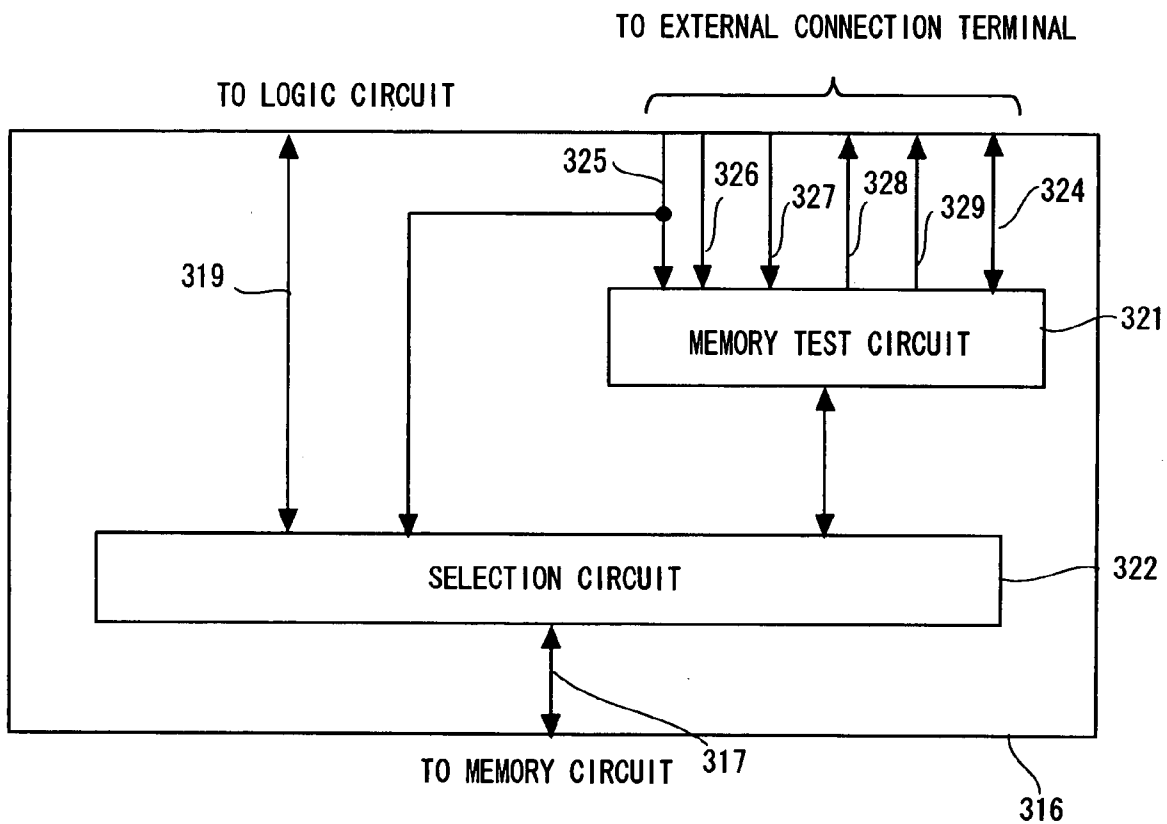 TO EXTERNAL CONNECTION TERMINAL
TO LOGIC CIRCUIT
325
326
327
328
329
324
319
321
MEMORY TEST CIRCUIT
SELECTION CIRCUIT
322
317
TO MEMORY CIRCUIT
316